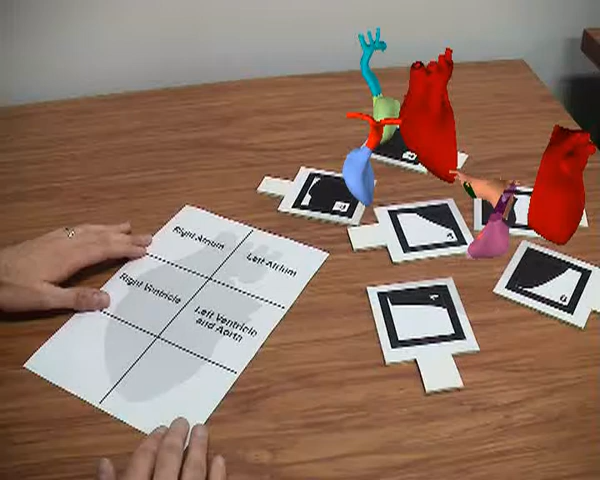 Right Atrium
Left Atrium
Right Ventricle
Left Ventricle
and Aorta